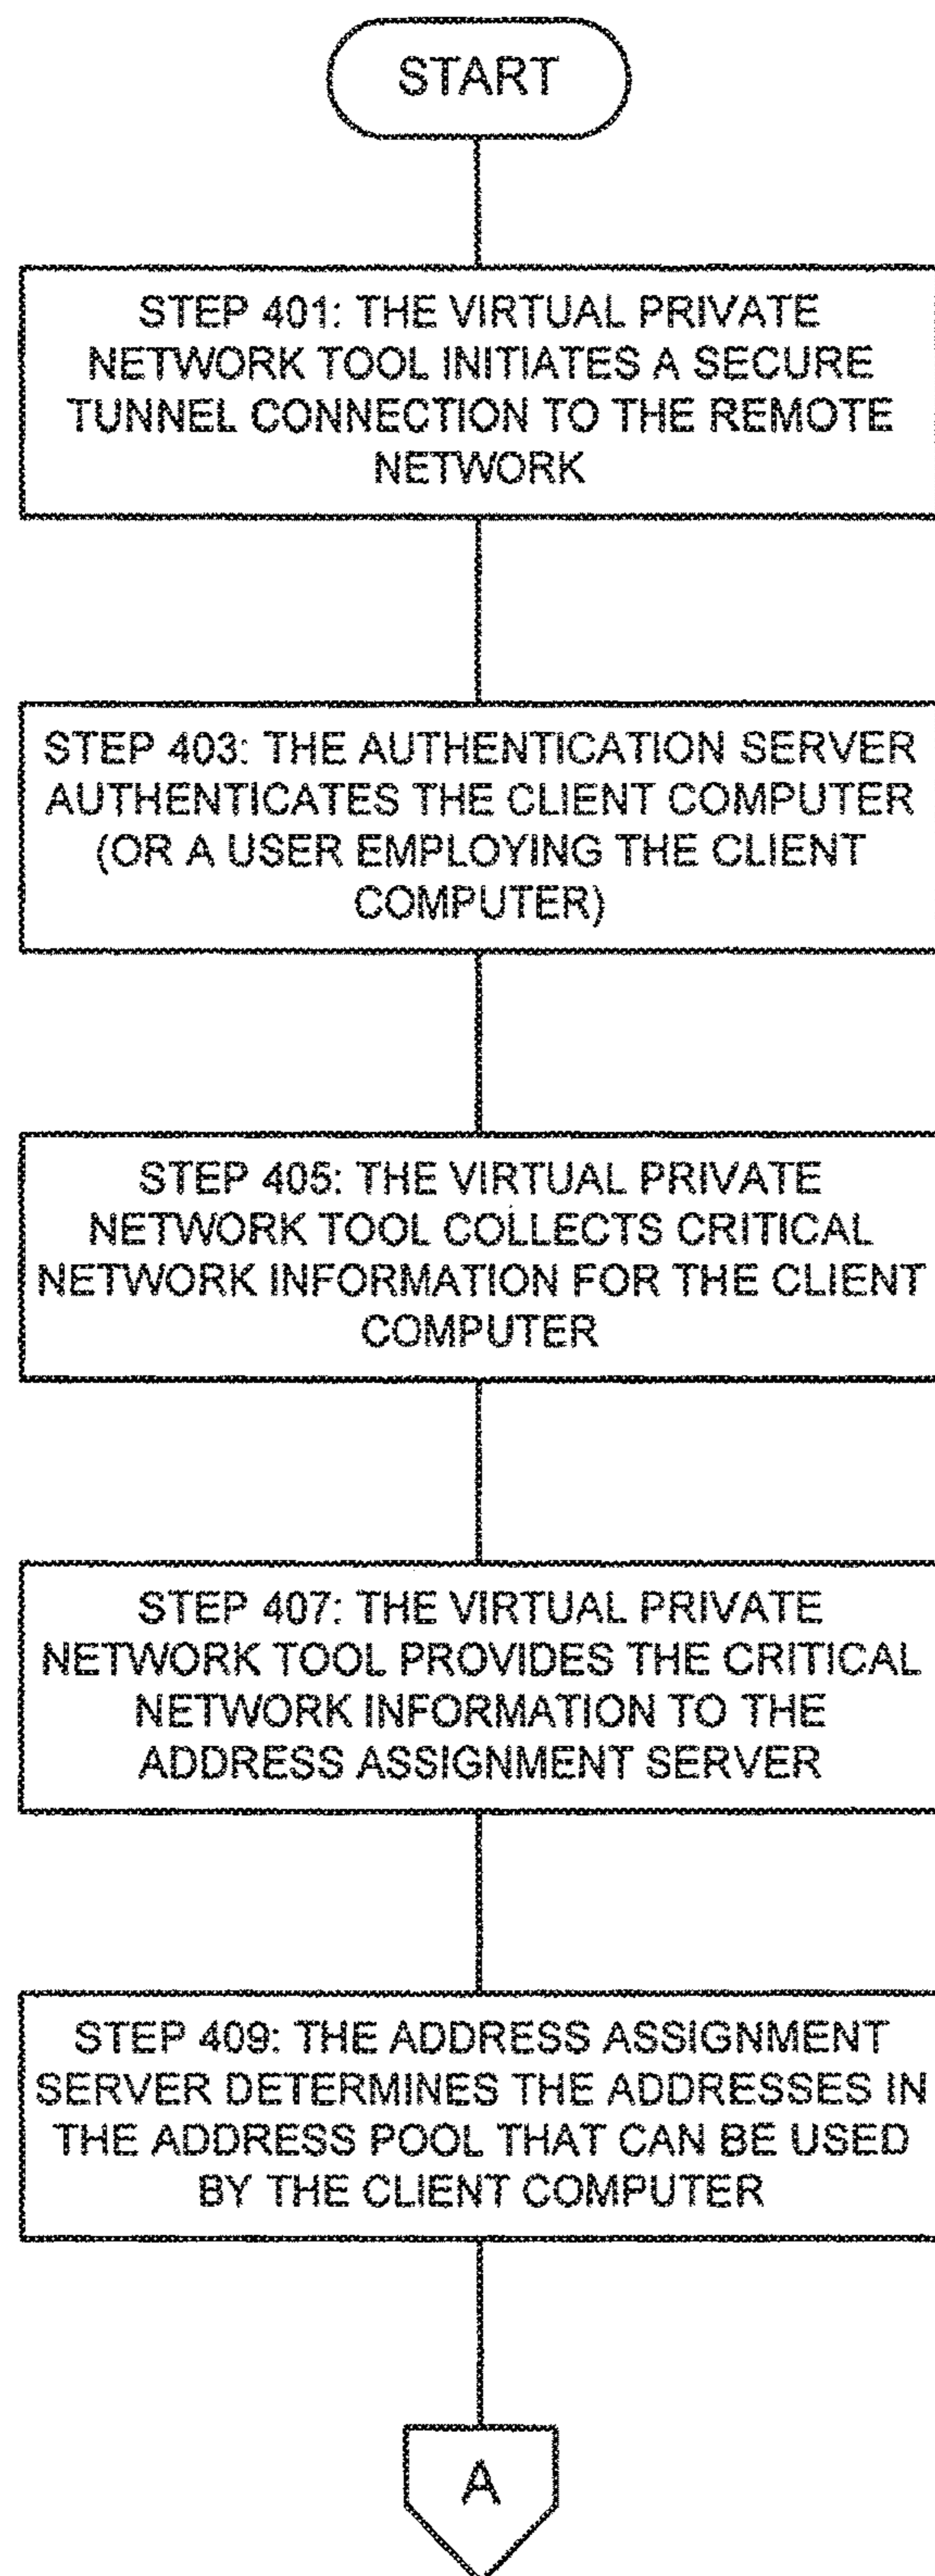 START
STEP 401: THE VIRTUAL PRIVATE
NETWORK TOOL INITIATES A SECURE
TUNNEL CONNECTION TO THE REMOTE
NETWORK
STEP 403: THE AUTHENTICATION SERVER
AUTHENTICATES THE CLIENT COMPUTER
(OR A USER EMPLOYING THE CLIENT
COMPUTER)
STEP 405: THE VIRTUAL PRIVATE
NETWORK TOOL COLLECTS CRITICAL
NETWORK INFORMATION FOR THE CLIENT
COMPUTER
STEP 407: THE VIRTUAL PRIVATE
NETWORK TOOL PROVIDES THE CRITICAL
NETWORK INFORMATION TO THE
ADDRESS ASSIGNMENT SERVER
STEP 409: THE ADDRESS ASSIGNMENT
SERVER DETERMINES THE ADDRESSES IN
THE ADDRESS POOL THAT CAN BE USED
BY THE CLIENT COMPUTER
A